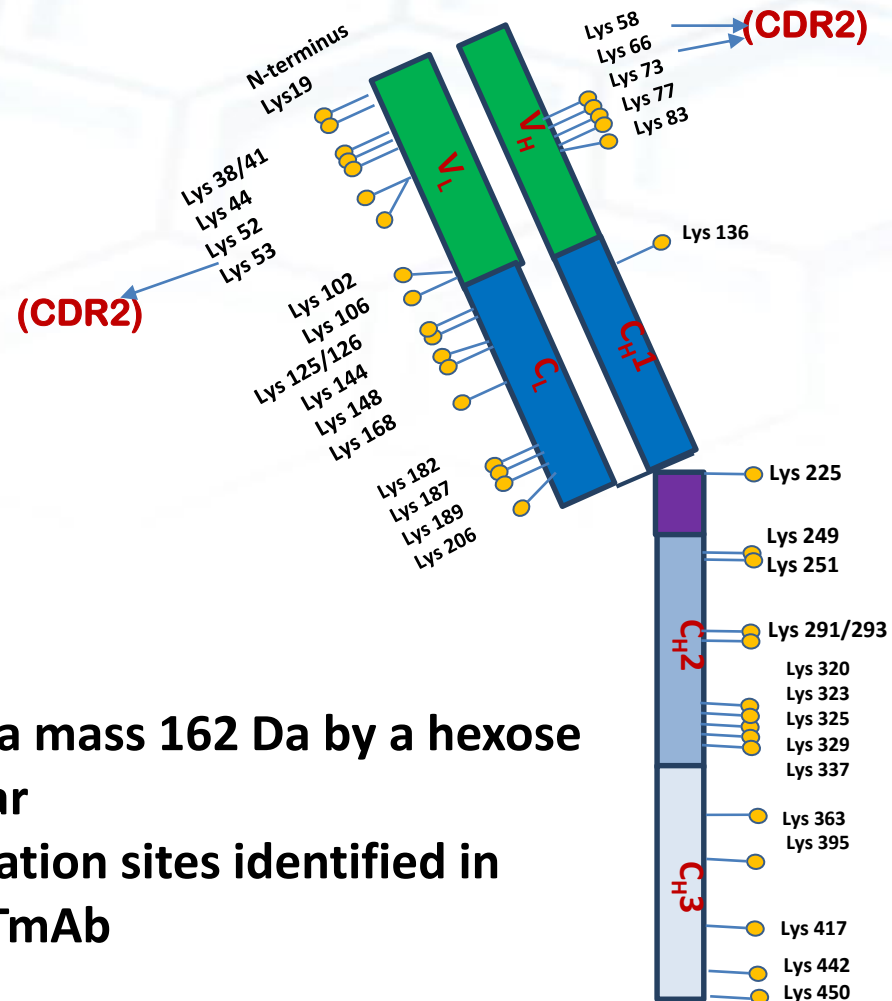 N-terminus
Lys19
Lys 38/41
Lys 44
Lys 52
Lys 53
(CDR2)
Lys 102
Lys 106
Lys 125/126
Lys 144
Lys 148
Lys 168
Lys 182
Lys 187
Lys 189
Lys 206
VL
CL
Lys 58
Lys 66
Lys 73
Lys 77
Lys 83
(CDR2)
VH
Lys 136
CH1
Lys 225
Lys 249
Lys 251
Lys 291/293
CH2
Lys 320
Lys 323
Lys 325
Lys 329
Lys 337
Lys 363
Lys 395
CH3
Lys 417
Lys 442
Lys 450
a mass 162 Da by a hexose
ar
ation sites identified in
TmAb